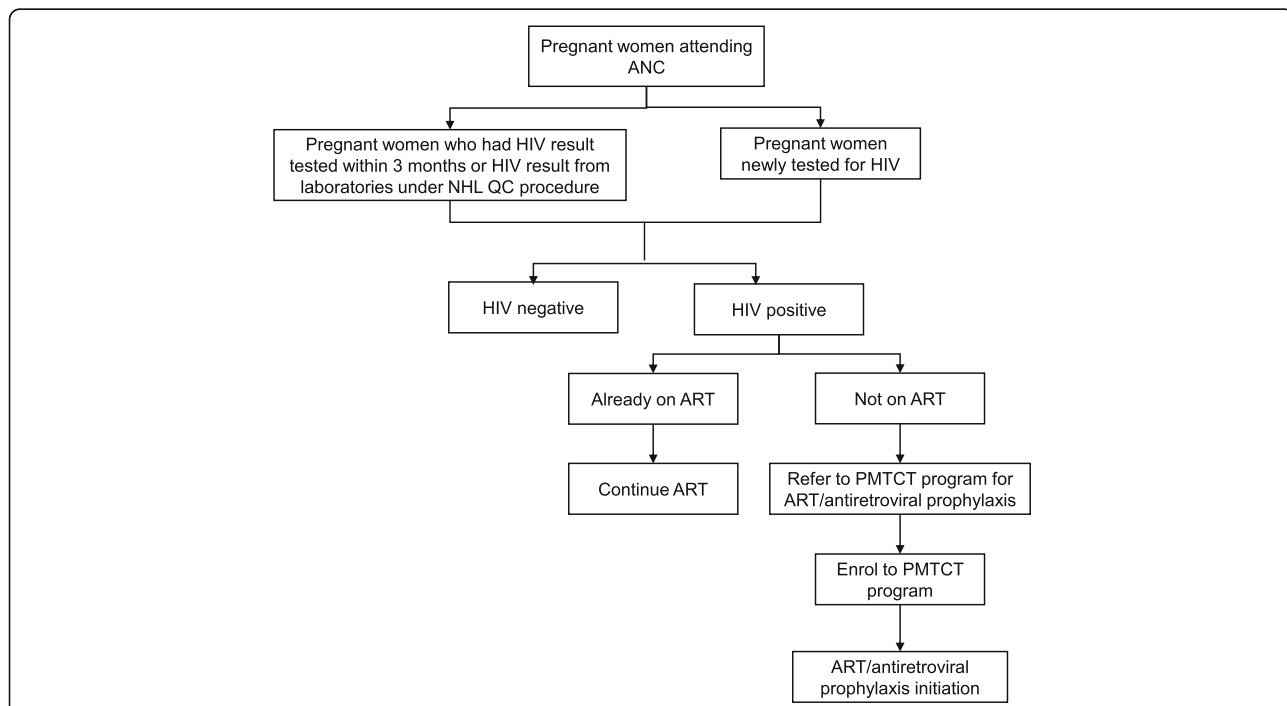 Pregnant women attending
ANC
Pregnant women who had HIV result
tested within 3 months or HIV result from
laboratories under NHL QC procedure
Pregnant women
newly tested for HIV
HIV negative
HIV positive
Already on ART
Not on ART
Continue ART
Refer to PMTCT program for
ART/antiretroviral prophylaxis
Enrol to PMTCT
program
ART/antiretroviral
prophylaxis initiation